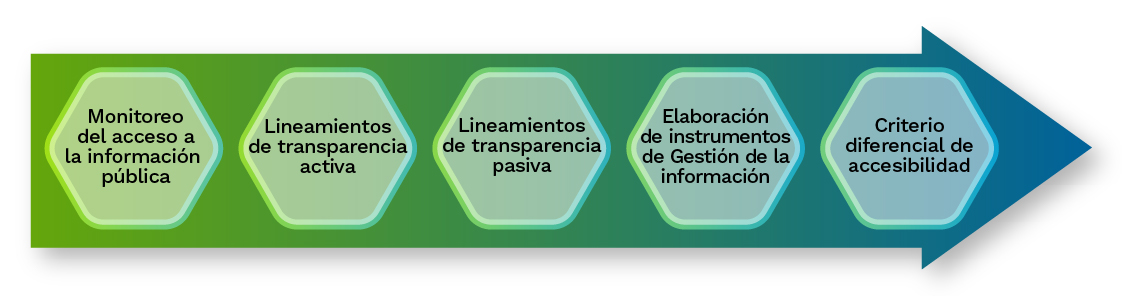 Monitoreo
del acceso a
la información
pública
Lineamientos
de transparencia
activa
Lineamientos
de transparencia
pasiva
Elaboración
de instrumentos
de Gestión de la
información
Criterio
diferencial de
accesibilidad